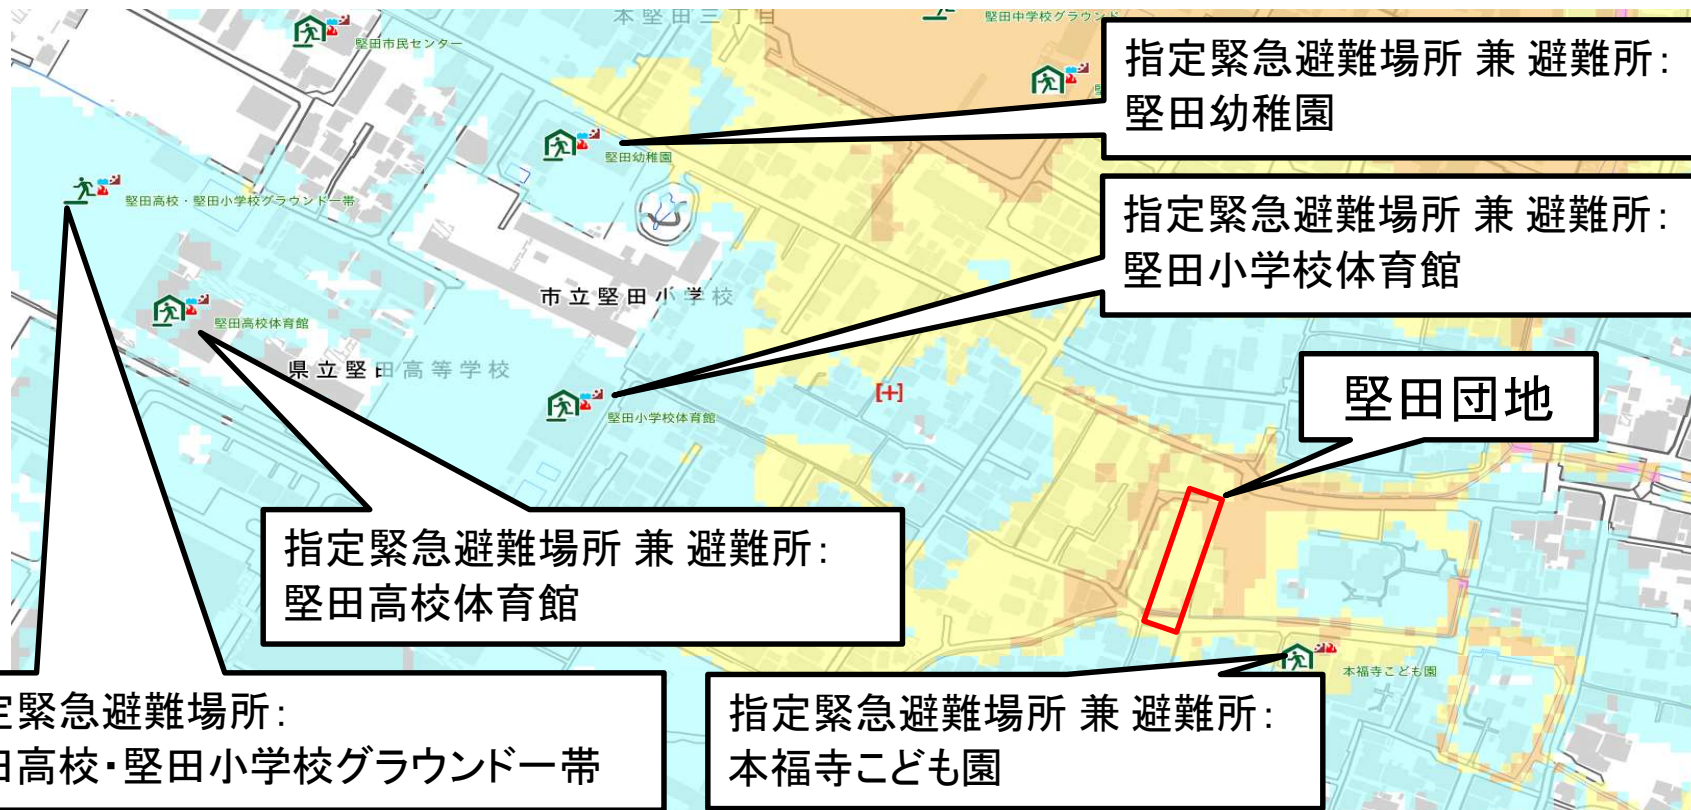 本堅田三丁目
堅田中学校グラウンド
堅田市民センター
指定緊急避難場所 兼 避難所：
堅田幼稚園
堅田幼稚園
堅田高校・堅田小学校グラウンド一帯
指定緊急避難場所 兼 避難所：
堅田小学校体育館
市立堅田小学校
堅田高校体育館
県立堅田高等学校
堅田小学校体育館
堅田団地
指定緊急避難場所 兼 避難所：
堅田高校体育館
本福寺こども園
定緊急避難場所：
田高校・堅田小学校グラウンド一帯
指定緊急避難場所 兼 避難所：
本福寺こども園